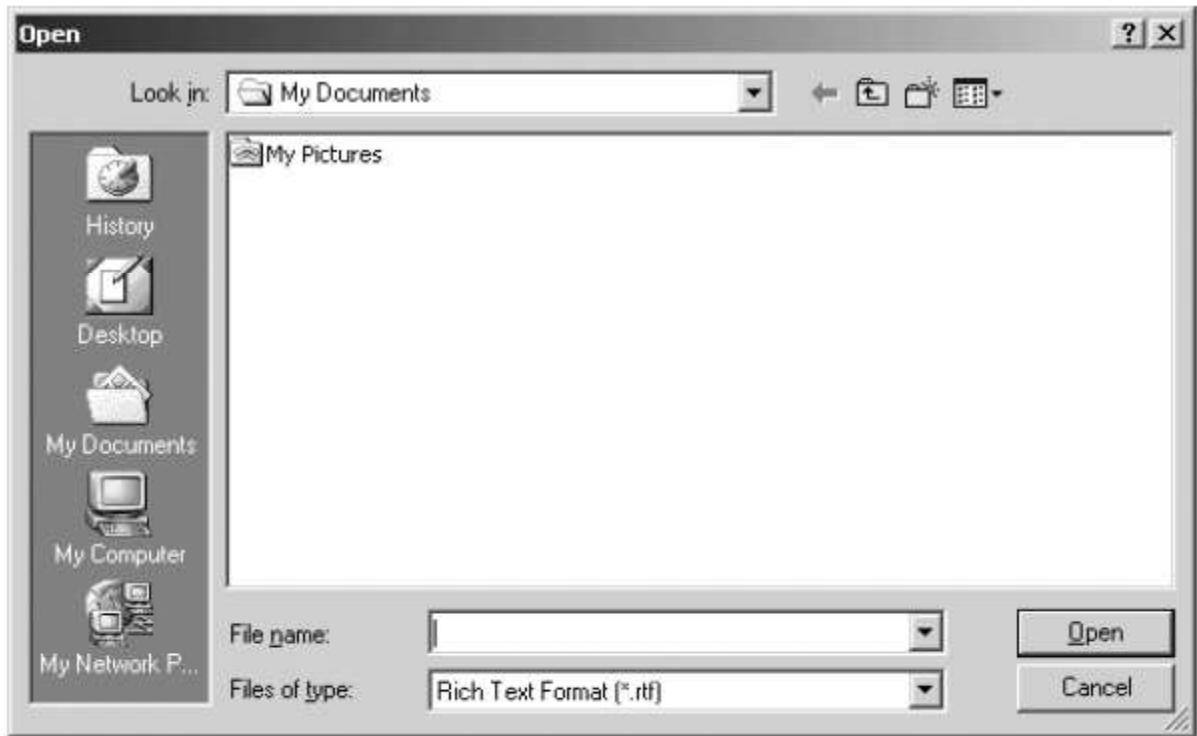 Open
Look in: My Documents
My Pictures
History
Desktop
My Documents
My Computer
My Network P...
File name:
Open
Files of type: Rich Text Format (*.rtf)
Cancel